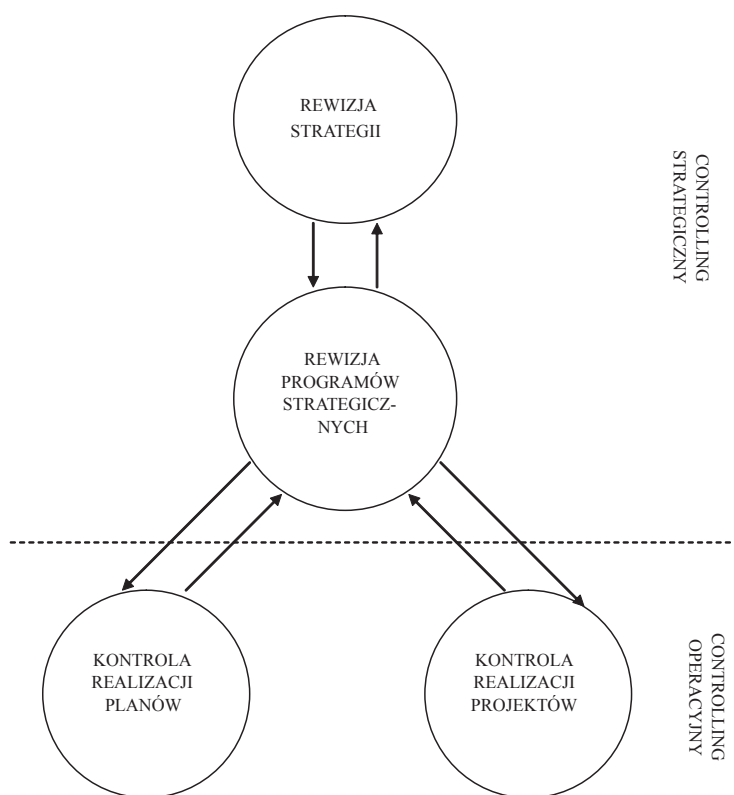 REWIZJA
STRATEGII
CONTROLLING
STRATEGICZNY
REWIZJA
PROGRAMÓW
STRATEGICZ-
NYCH
KONTROLA
REALIZACJI
PLANÓW
KONTROLA
REALIZACJI
PROJEKTÓW
CONTROLLING
OPERACYJNY